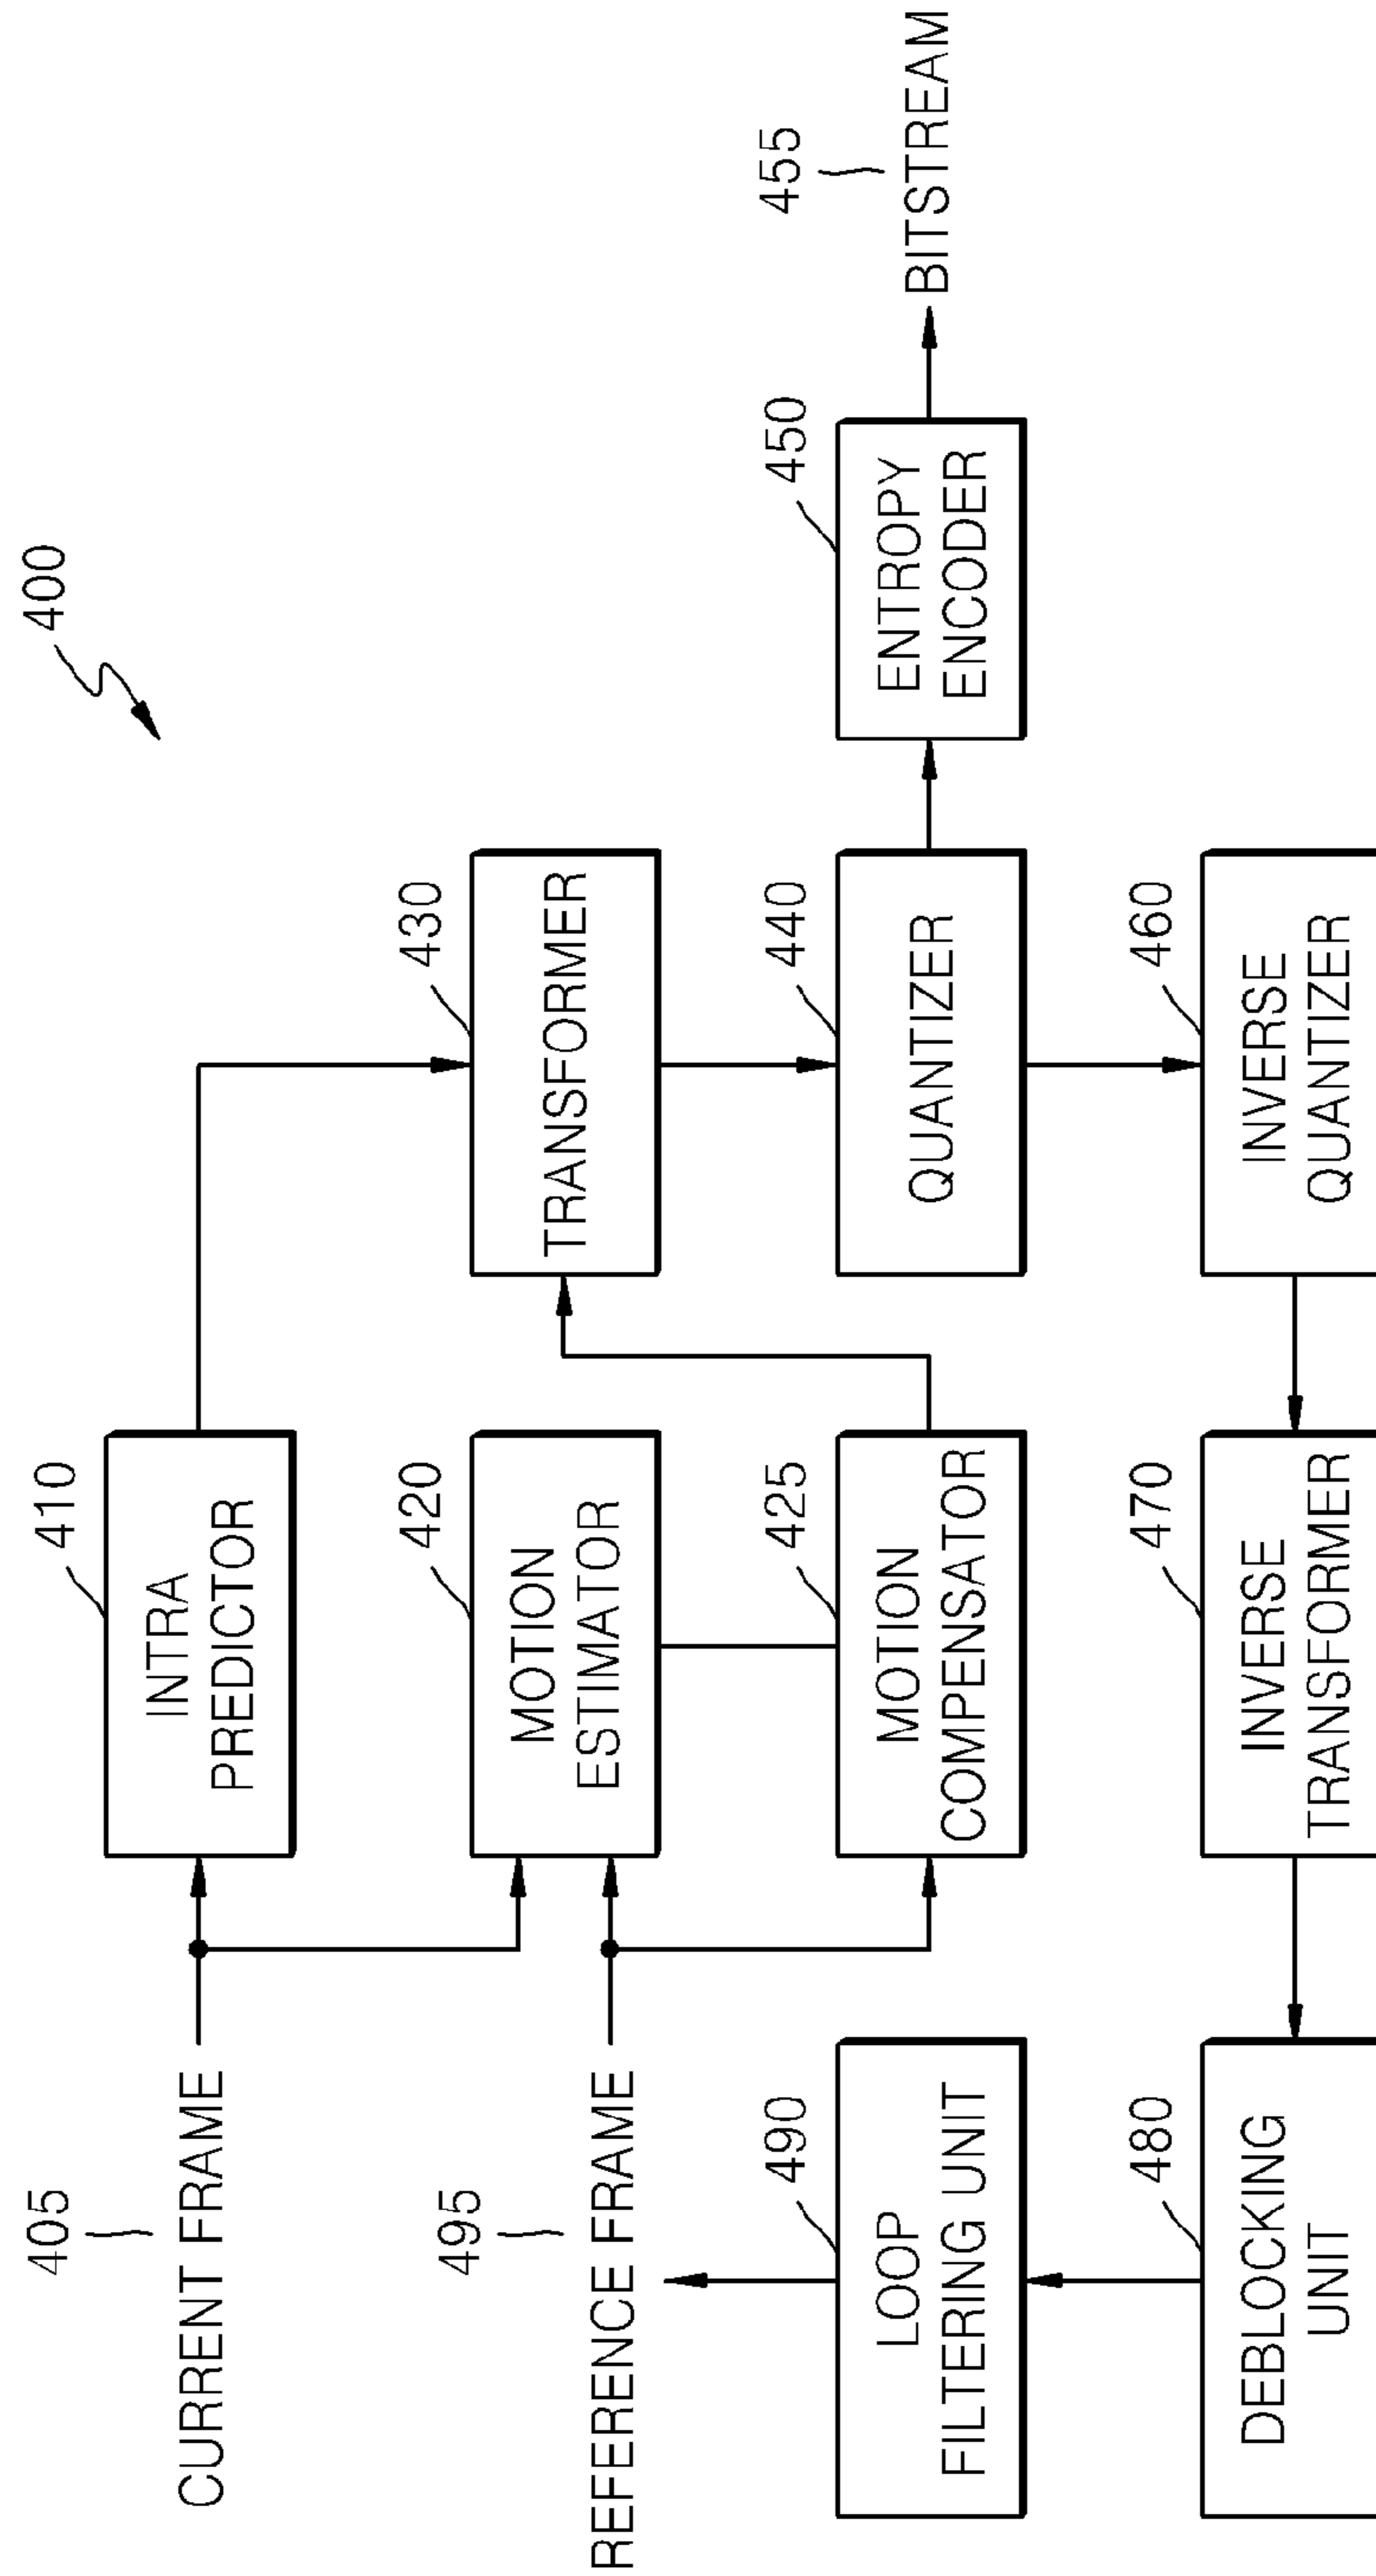 400
405
CURRENT FRAME
410
INTRA
PREDICTOR
495
REFERENCE FRAME
420
MOTION
ESTIMATOR
430
TRANSFORMER
490
LOOP
FILTERING UNIT
425
MOTION
COMPENSATOR
440
QUANTIZER
450
ENTROPY
ENCODER
455
BITSTREAM
480
DEBLOCKING
UNIT
470
INVERSE
TRANSFORMER
460
INVERSE
QUANTIZER